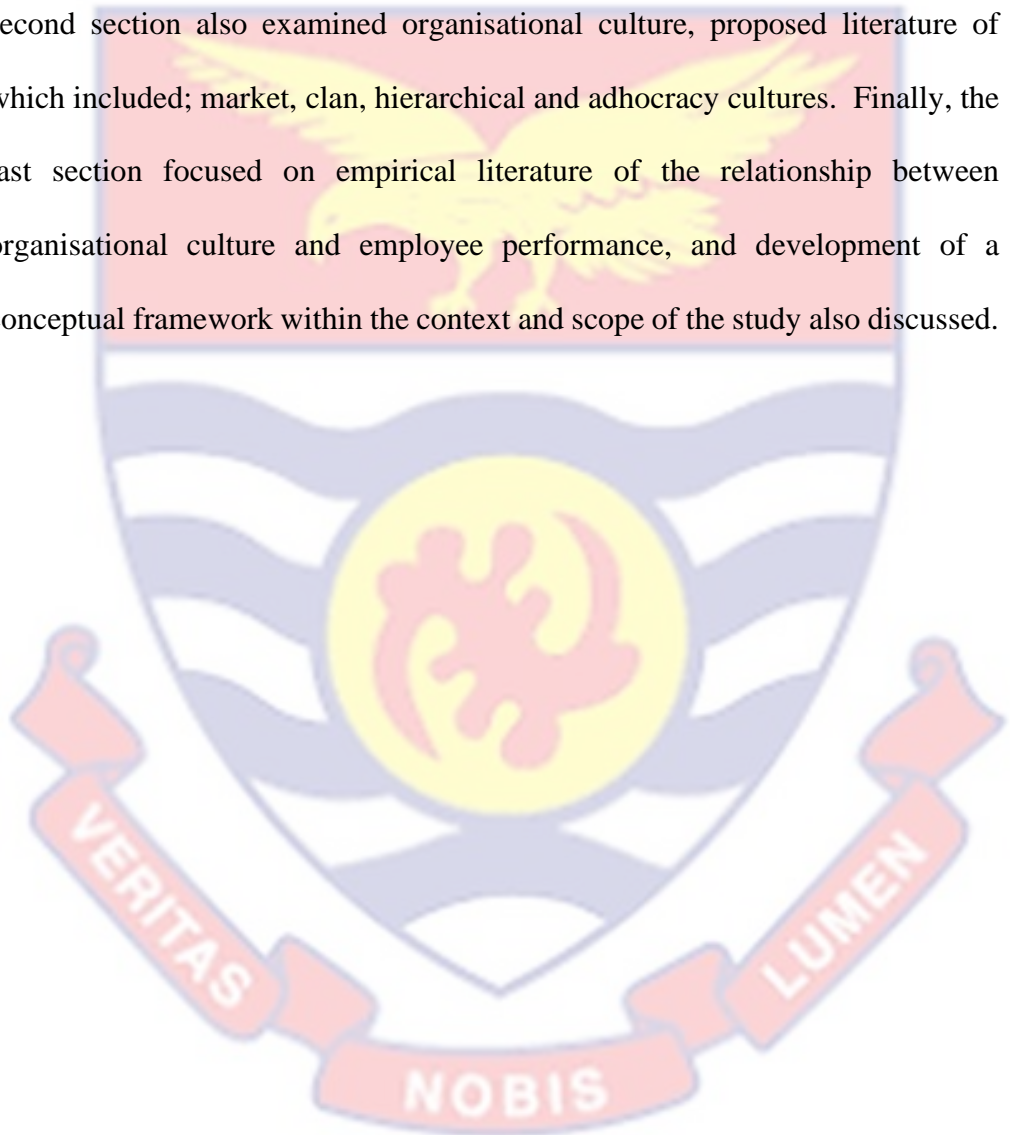 econd section also examined organisational culture, proposed literature of
which included; market, clan, hierarchical and adhocracy cultures. Finally, the
ast section focused on empirical literature of the relationship between
organisational culture and employee performance, and development of a
conceptual framework within the context and scope of the study also discussed.
VERITAS
NOBIS
LUMEN